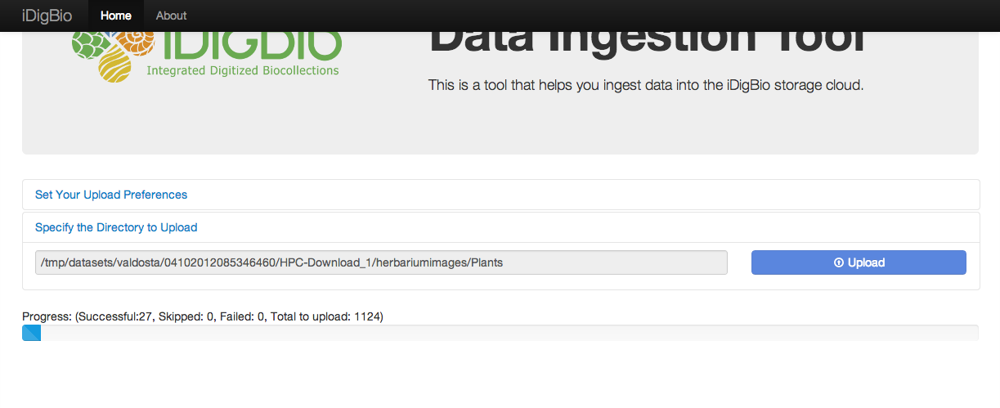 iDigBio Home About
iDigBio
Data Ingestion Tool
Integrated Digitized Biocollections
This is a tool that helps you ingest data into the iDigBio storage cloud.
Set Your Upload Preferences
Specify the Directory to Upload
/tmp/datasets/valdosta/04102012085346460/HPC-Download_1/herbariumimages/Plants Upload
Progress: (Successful:27, Skipped: 0, Failed: 0, Total to upload: 1124)